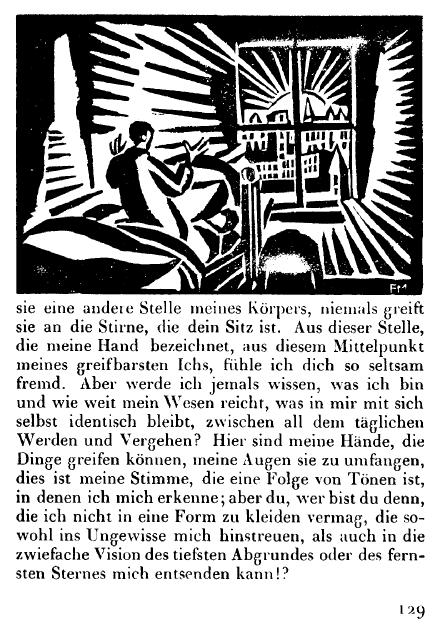 FM
sie eine andere Stelle meines Körpers, niemals greift
sie an die Stirne, die dein Sitz ist. Aus dieser Stelle,
die meine Hand bezeichnet, aus diesem Mittelpunkt
meines greifbarsten Ichs, fühle ich dich so seltsam
fremd. Aber werde ich jemals wissen, was ich bin
und wie weit mein Wesen reicht, was in mir mit sich
selbst identisch bleibt, zwischen all dem täglichen
Werden und Vergehen? Hier sind meine Hände, die
Dinge greifen können, meine Augen sie zu umfangen,
dies ist meine Stimme, die eine Folge von Tönen ist,
in denen ich mich erkenne; aber du, wer bist du denn,
die ich nicht in eine Form zu kleiden vermag, die so-
wohl ins Ungewisse mich hinstreuen, als auch in die
zwiefache Vision des tiefsten Abgrundes oder des fern-
sten Sternes mich entsenden kann!?
129